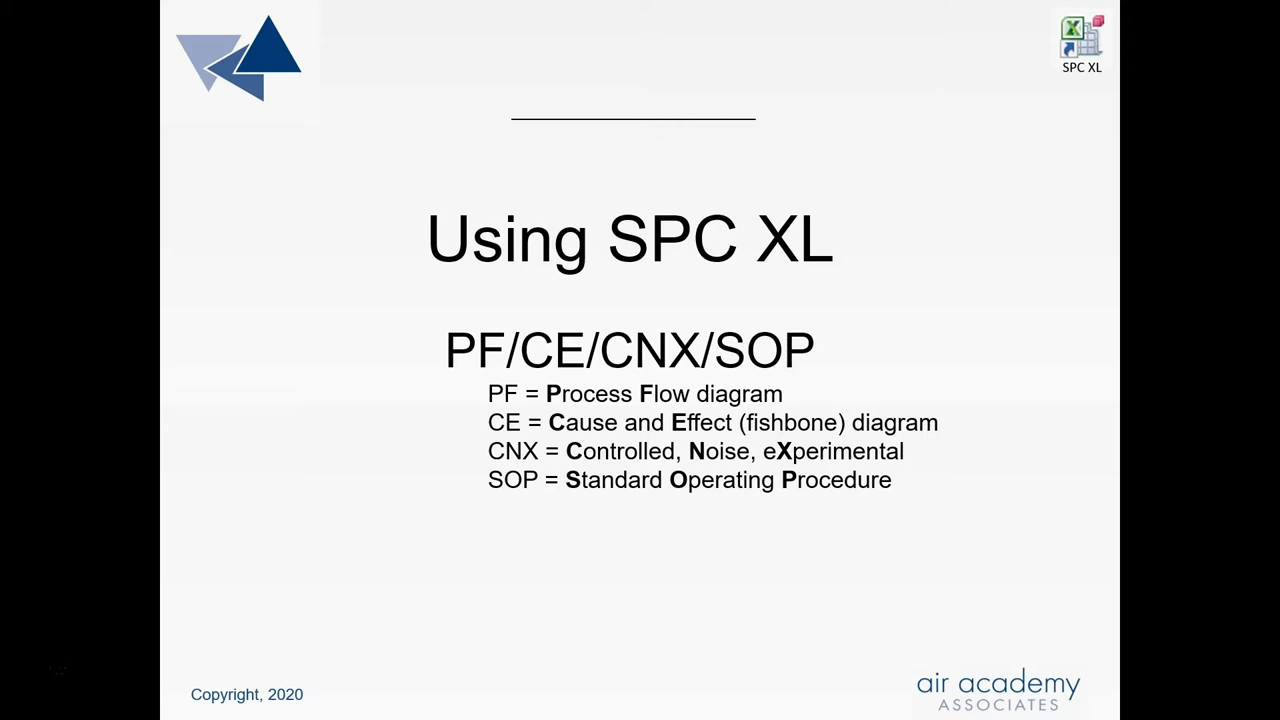 SPC XL
Using SPC XL
PF/CE/CNX/SOP
PF = Process Flow diagram
CE = Cause and Effect (fishbone) diagram
CNX = Controlled, Noise, eXperimental
SOP = Standard Operating Procedure
Copyright, 2020
air academy
ASSOCIATES